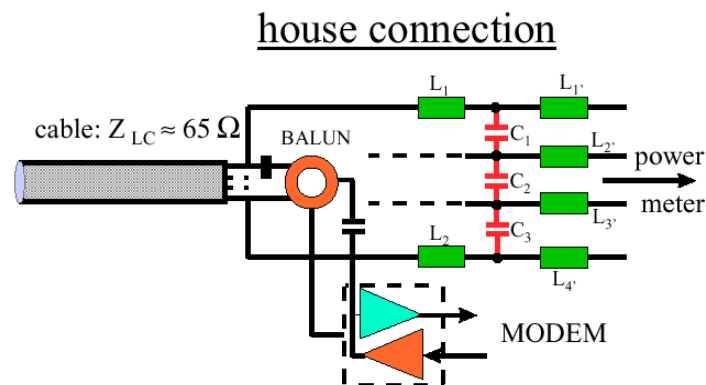 house connection
L1 L1'
cable: Z LC ≈ 65 Ω
BALUN
C1
L2'
power
C2
meter
L3'
L2
C3
L4'
MODEM